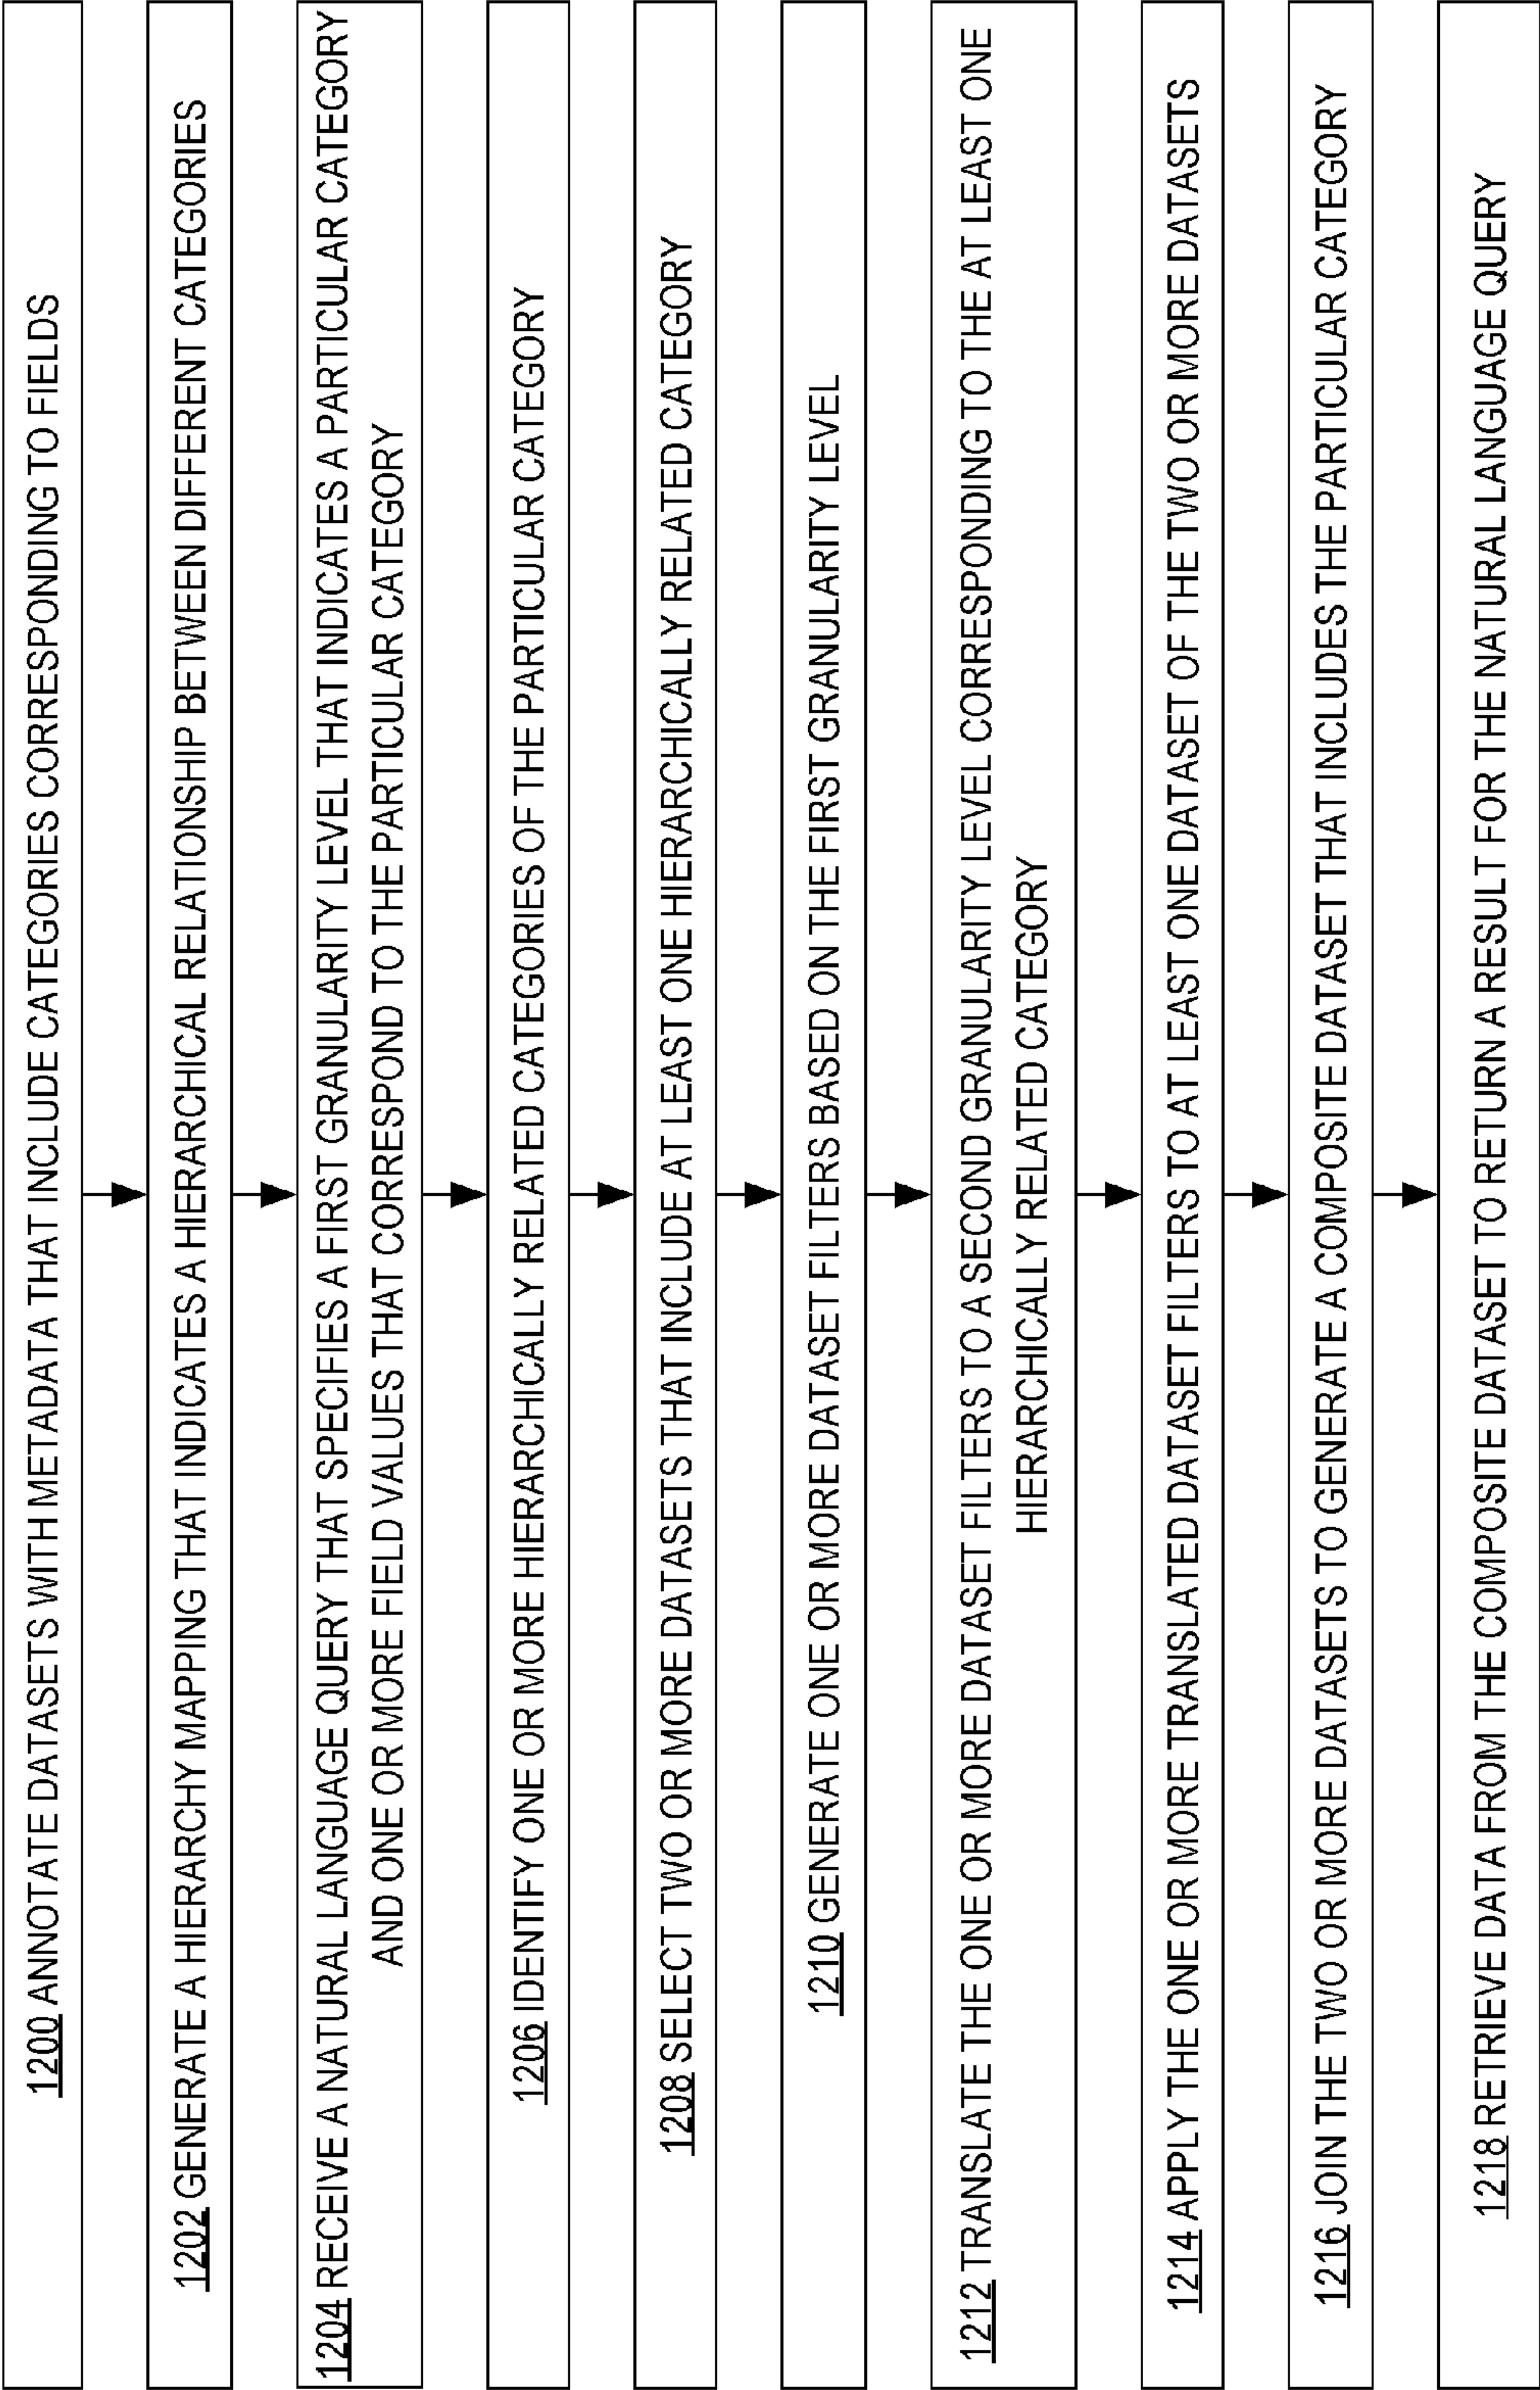 1200 ANNOTATE DATASETS WITH METADATA THAT INCLUDE CATEGORIES CORRESPONDING TO FIELDS
1202 GENERATE A HIERARCHY MAPPING THAT INDICATES A HIERARCHICAL RELATIONSHIP BETWEEN DIFFERENT CATEGORIES
1204 RECEIVE A NATURAL LANGUAGE QUERY THAT SPECIFIES A FIRST GRANULARITY LEVEL THAT INDICATES A PARTICULAR CATEGORY
AND ONE OR MORE FIELD VALUES THAT CORRESPOND TO THE PARTICULAR CATEGORY
1206 IDENTIFY ONE OR MORE HIERARCHICALLY RELATED CATEGORIES OF THE PARTICULAR CATEGORY
1208 SELECT TWO OR MORE DATASETS THAT INCLUDE AT LEAST ONE HIERARCHICALLY RELATED CATEGORY
1210 GENERATE ONE OR MORE DATASET FILTERS BASED ON THE FIRST GRANULARITY LEVEL
1212 TRANSLATE THE ONE OR MORE DATASET FILTERS TO A SECOND GRANULARITY LEVEL CORRESPONDING TO THE AT LEAST ONE
HIERARCHICALLY RELATED CATEGORY
1214 APPLY THE ONE OR MORE TRANSLATED DATASET FILTERS TO AT LEAST ONE DATASET OF THE TWO OR MORE DATASETS
1216 JOIN THE TWO OR MORE DATASETS TO GENERATE A COMPOSITE DATASET THAT INCLUDES THE PARTICULAR CATEGORY
1218 RETRIEVE DATA FROM THE COMPOSITE DATASET TO RETURN A RESULT FOR THE NATURAL LANGUAGE QUERY